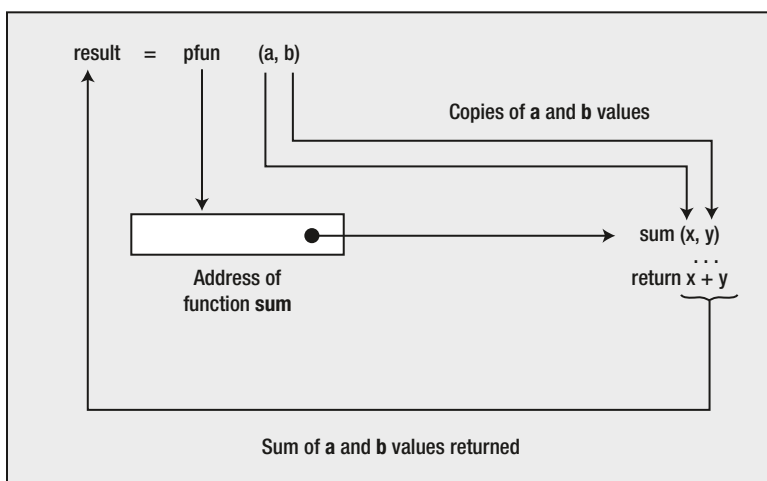 result = pfun (a, b)
Copies of a and b values
sum (x, y)
. . .
return x + y
Address of
function sum
Sum of a and b values returned